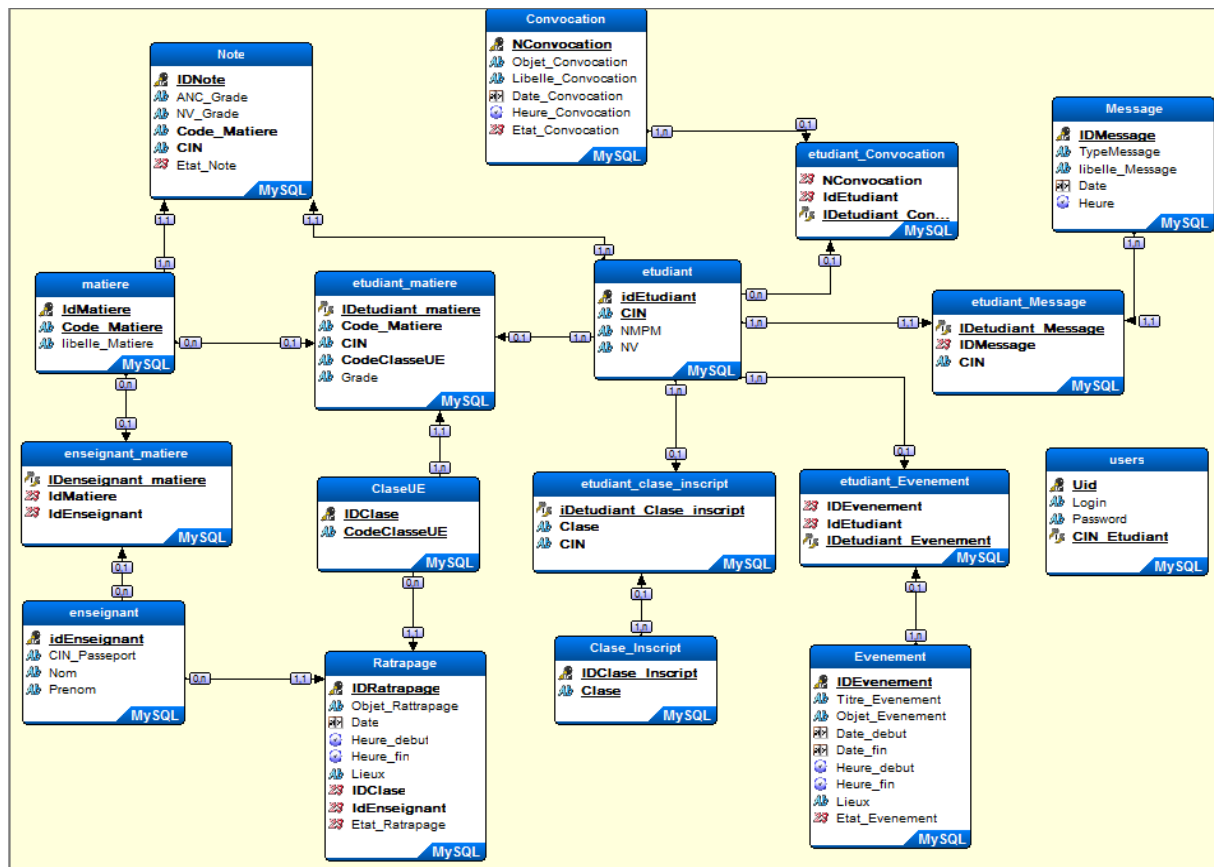 Convocation
NConvocation
Objet_Convocation
Libelle_Convocation
Date_Convocation
Heure_Convocation
Etat_Convocation
MySQL
1,n
0,1
Note
IDNote
ANC_Grade
NV_Grade
Code_Matiere
CIN
Etat_Note
MySQL
1,1
1,1
1,n
1,n
Message
IDMessage
TypeMessage
libelle_Message
Date
Heure
MySQL
1,n
1,1
etudiant_Convocation
NConvocation
IdEtudiant
IDetudiant_Con...
MySQL
0,1
matiere
IdMatiere
Code_Matiere
libelle_Matiere
MySQL
0,n
0,1
0,n
0,1
etudiant_matiere
IDetudiant_matiere
Code_Matiere
CIN
CodeClasseUE
Grade
MySQL
0,1
1,n
1,1
1,n
etudiant
idEtudiant
CIN
NMPM
NV
MySQL
0,n
1,n
1,1
1,n
1,n
0,1
0,1
etudiant_Message
IDetudiant_Message
IDMessage
CIN
MySQL
enseignant_matiere
IDenseignant_matiere
IdMatiere
IdEnseignant
MySQL
0,1
0,n
ClaseUE
IDClase
CodeClasseUE
MySQL
0,n
1,1
etudiant_clase_inscript
iDetudiant_Clase_inscript
Clase
CIN
MySQL
0,1
1,n
etudiant_Evenement
IDEvenement
IdEtudiant
IDetudiant_Evenement
MySQL
0,1
1,n
users
Uid
Login
Password
CIN_Etudiant
MySQL
enseignant
idEnseignant
CIN_Passeport
Nom
Prenom
MySQL
0,n
1,1
Ratrapage
IDRatrapage
Objet_Rattrapage
Date
Heure_debut
Heure_fin
Lieux
IDClase
IdEnseignant
Etat_Ratrapage
MySQL
Clase_Inscript
IDClase_Inscript
Clase
MySQL
Evenement
IDEvenement
Titre_Evenement
Objet_Evenement
Date_debut
Date_fin
Heure_debut
Heure_fin
Lieux
Etat_Evenement
MySQL